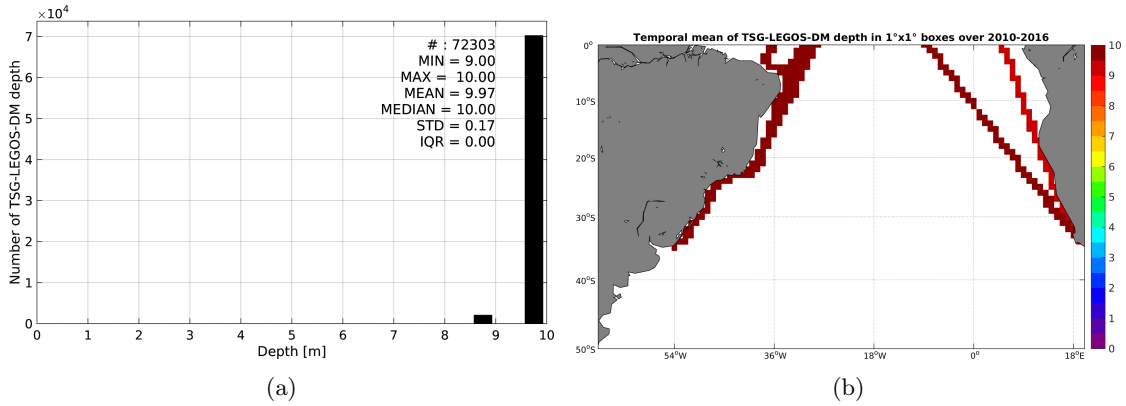 ×10⁴
7
6
5
4
3
2
1
0
Number of TSG-LEGOS-DM depth
# : 72303
MIN = 9.00
MAX = 10.00
MEAN = 9.97
MEDIAN = 10.00
STD = 0.17
IQR = 0.00
0 1 2 3 4 5 6 7 8 9 10
Depth [m]
(a)
Temporal mean of TSG-LEGOS-DM depth in 1°x1° boxes over 2010-2016
0°
10°S
20°S
30°S
40°S
50°S
54°W 36°W 18°W 0° 18°E
10
9
8
7
6
5
4
3
2
1
0
(b)